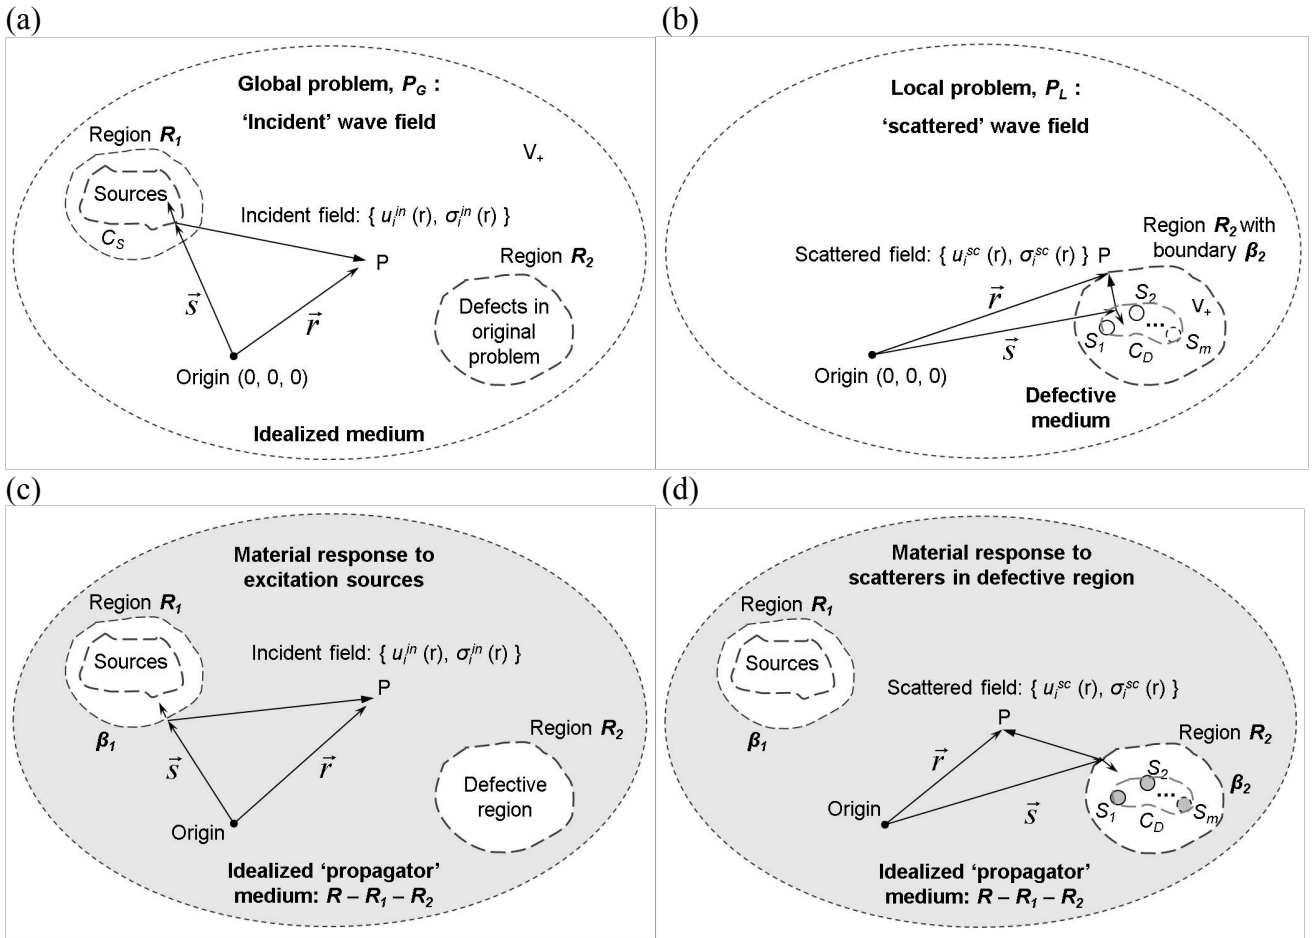 (a)
Global problem, P_G :
‘Incident’ wave field
Region R_1
V_+
Sources
Incident field: { u_i^in (r), σ_i^in (r) }
C_S
P
Region R_2
s⃗
r⃗
Defects in
original
problem
Origin (0, 0, 0)
Idealized medium
(b)
Local problem, P_L :
‘scattered’ wave field
Region R_2 with
boundary β_2
Scattered field: { u_i^sc (r), σ_i^sc (r) } P
r⃗
S_2
V_+
...
S_1
C_D
S_m
s⃗
Origin (0, 0, 0)
Defective
medium
(c)
Material response to
excitation sources
Region R_1
Sources
Incident field: { u_i^in (r), σ_i^in (r) }
P
Region R_2
β_1
s⃗
r⃗
Defective
region
Origin
Idealized ‘propagator’
medium: R – R_1 – R_2
(d)
Material response to
scatterers in defective region
Region R_1
Sources
Scattered field: { u_i^sc (r), σ_i^sc (r) }
P
Region R_2
β_1
r⃗
S_2
β_2
...
S_1
C_D
S_m
s⃗
Origin
Idealized ‘propagator’
medium: R – R_1 – R_2